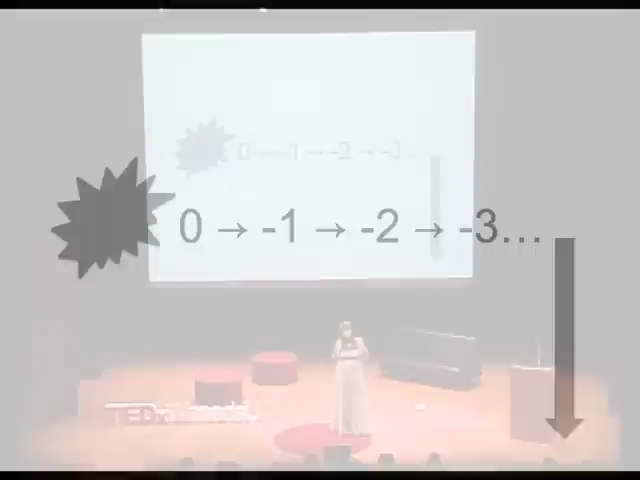 0 → -1 → -2 → -3...
0 → -1 → -2 → -3...